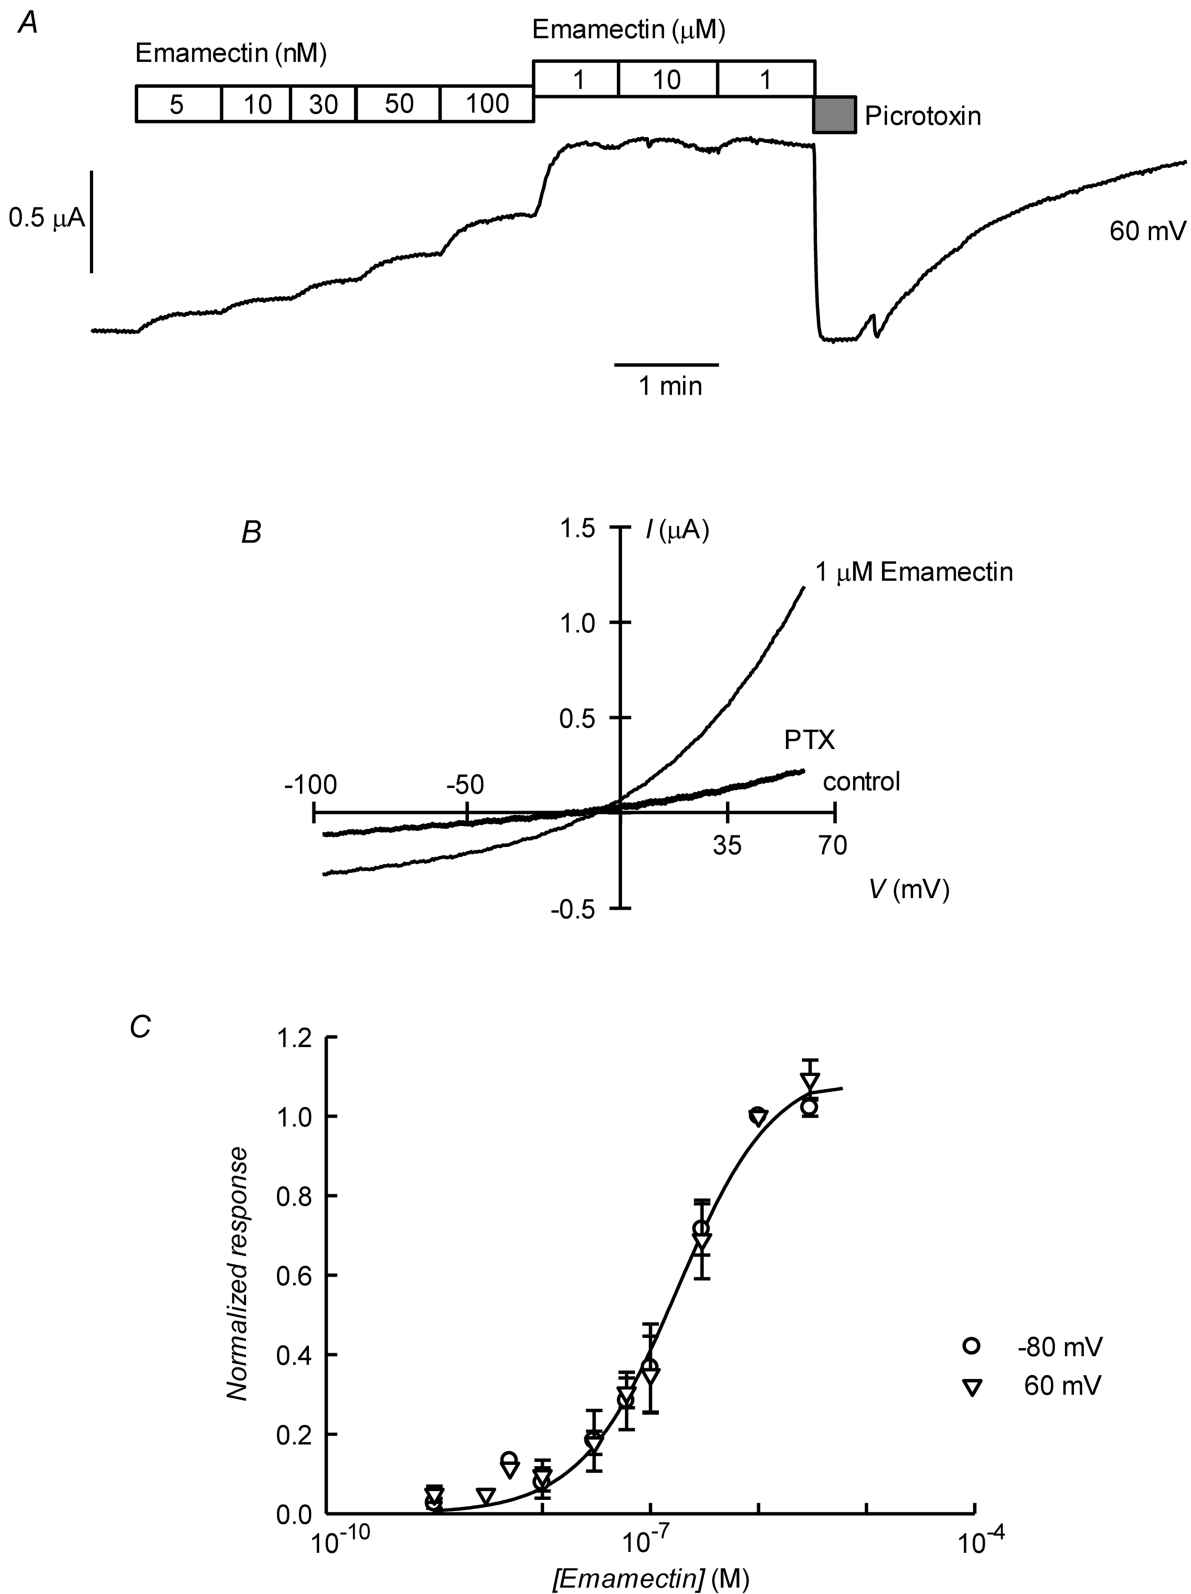 A
Emamectin (nM)
Emamectin (μM)
5 10 30 50 100
1 10 1
Picrotoxin
0.5 μA
60 mV
1 min
B
1.5
I (μA)
1 μM Emamectin
1.0
0.5
PTX
control
-100
-50
35
70
V (mV)
-0.5
C
1.2
1.0
0.8
0.6
0.4
0.2
0.0
Normalized response
-80 mV
60 mV
10-10
10-7
10-4
[Emamectin] (M)